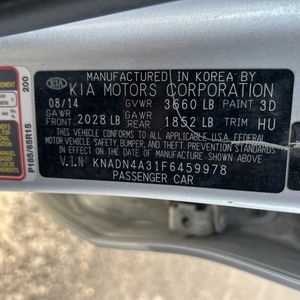 MANUFACTURED IN KOREA BY
KIA
KIA MOTORS CORPORATION
08/14 GVWR 3660 LB PAINT 3D
GAWR FRONT 2028 LB GAWR REAR 1852 LB TRIM HU
THIS VEHICLE CONFORMS TO ALL APPLICABLE U.S.A. FEDERAL
MOTOR VEHICLE SAFETY, BUMPER, AND THEFT PREVENTION
STANDARDS IN EFFECT ON THE DATE OF MANUFACTURE SHOWN ABOVE.
V.I.N KNADN4A31F6459978
PASSENGER CAR
200
P185/65R15